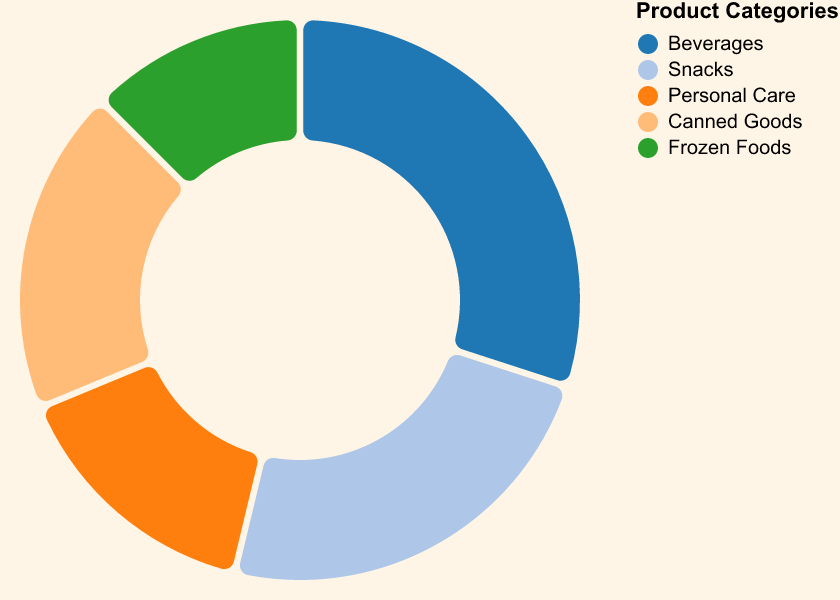 Product Categories
Beverages
Snacks
Personal Care
Canned Goods
Frozen Foods